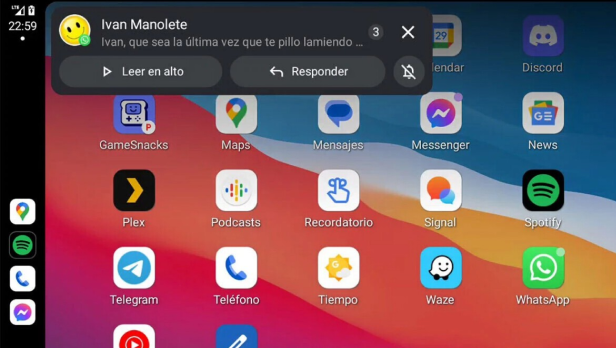 LTE
22:59
Ivan Manolete
3
Ivan, que sea la última vez que te pillo lamiendo ...
Leer en alto
Responder
29
lendar
Discord
P
GameSnacks
Maps
Mensajes
Messenger
GE
News
Plex
Podcasts
Recordatorio
Signal
Spotify
G
Telegram
Teléfono
Tiempo
Waze
WhatsApp